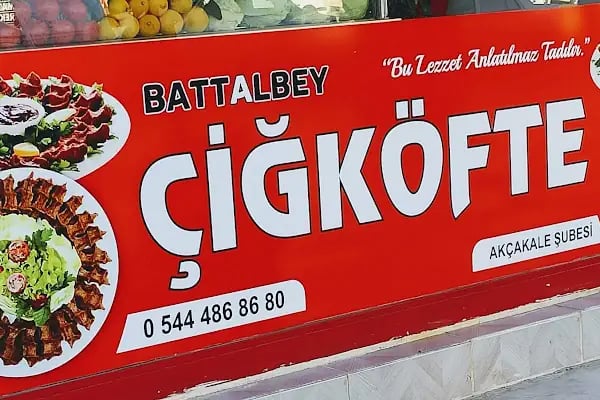 BATTALBEY
"Bu Lezzet Anlatılmaz Tadılır."
ÇİĞKÖFTE
AKÇAKALE ŞUBESİ
0 544 486 86 80